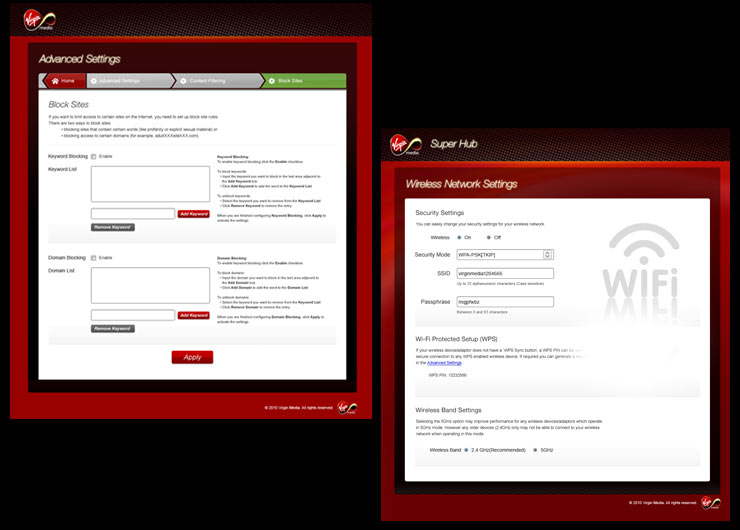 Virgin
media
Advanced Settings
Home
Advanced Settings
Content Filtering
Block Sites
Block Sites
If you want to limit access to certain sites on the Internet, you need to set up block site rules
There are two ways to block sites:
• blocking sites that contain certain words (like profanity or explicit sexual material) or
• blocking access to certain domains (for example, adultXXXsiteXXX.com).
Keyword Blocking Enable
Keyword List
Add Keyword
Remove Keyword
Keyword Blocking
To enable keyword blocking click the Enable checkbox.
To block keywords:
• Input the keyword you want to block in the text area adjacent to
the Add Keyword box
• Click Add Keyword to add the word to the Keyword List
To unblock keywords:
• Select the keyword you want to remove from the Keyword List
• Click Remove Keyword to remove the entry
When you are finished configuring Keyword Blocking, click Apply to
activate the settings.
Domain Blocking Enable
Domain List
Add Keyword
Remove Keyword
Domain Blocking
To enable keyword blocking click the Enable checkbox.
To block domains:
• Input the domain you want to block in the text area adjacent to
the Add Domain box
• Click Add Domain to add the word to the Domain List
To unblock domains:
• Select the keyword you want to remove from the Keyword List
• Click Remove Domain to remove the entry
When you are finished configuring Domain Blocking, click Apply to
activate the settings.
Apply
© 2010 Virgin Media. All rights reserved.
Virgin
media
Virgin
media
Super Hub
Wireless Network Settings
Security Settings
You can easily change your security settings for your wireless network.
Wireless On Off
Security Mode WPA-PSK[TKIP]
SSID virginmedia1204666
Up to 32 alphanumeric characters (Case sensitive)
Passphrase mqjpfwbz
Between 8 and 63 characters
WiFi
Wi-Fi Protected Setup (WPS)
If your wireless device/adaptor does not have a 'WPS Sync button', a WPS PIN can be
secure connection to any WPS enabled wireless device. If required you can generate a
in the Advanced Settings.
WPS PIN: 13232566
Wireless Band Settings
Selecting the 5GHz option may improve performance for any wireless devices/adaptors which operate
in 5GHz mode. However any older devices (2.4GHz only) may not be able to connect to your wireless
network when operating in this mode.
Wireless Band 2.4 GHz(Recommended) 5GHz
© 2010 Virgin Media. All rights reserved.
Virgin
media